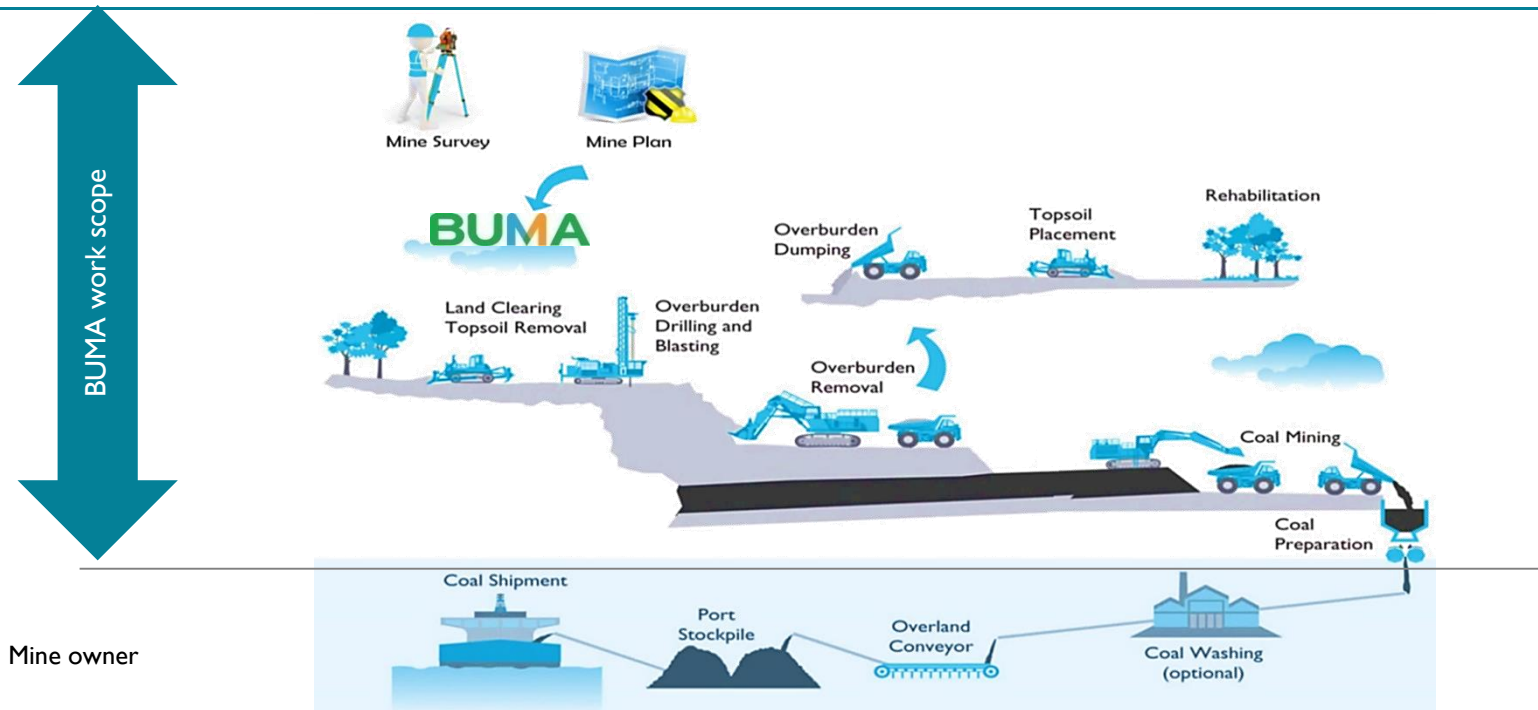 BUMA work scope
Mine Survey
Mine Plan
BUMA
Rehabilitation
Topsoil
Placement
Overburden
Dumping
Land Clearing
Topsoil Removal
Overburden
Drilling and
Blasting
Overburden
Removal
Coal Mining
Coal
Preparation
Mine owner
Coal Shipment
Port
Stockpile
Overland
Conveyor
Coal Washing
(optional)